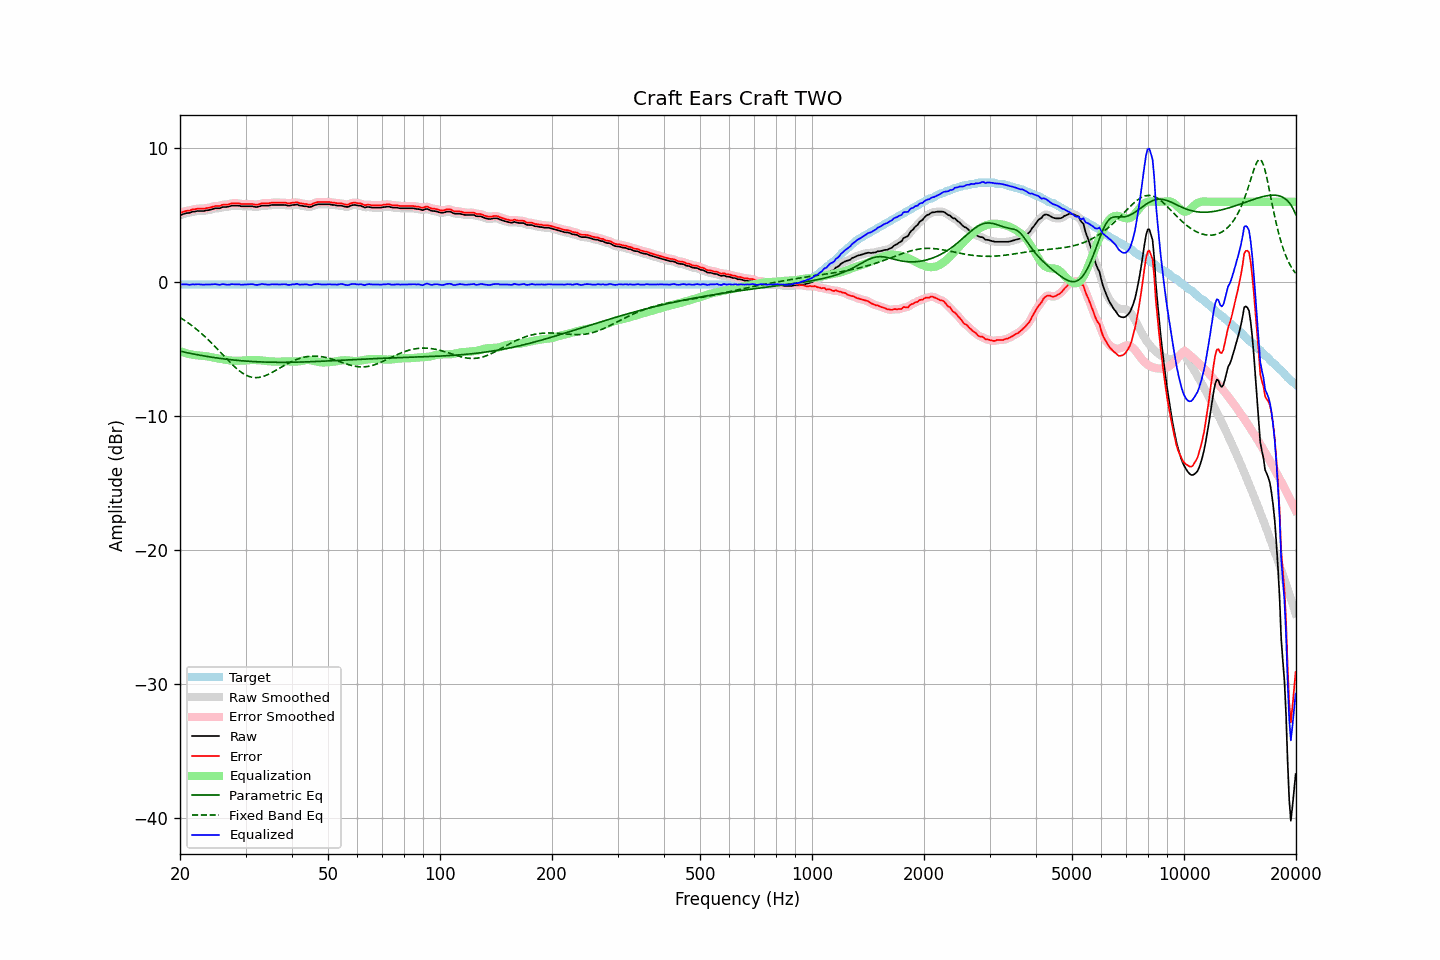 Craft Ears Craft TWO
10
0
−10
−20
−30
−40
Amplitude (dBr)
Target
Raw Smoothed
Error Smoothed
Raw
Error
Equalization
Parametric Eq
Fixed Band Eq
Equalized
20
50
100
200
500
1000
2000
5000
10000
20000
Frequency (Hz)